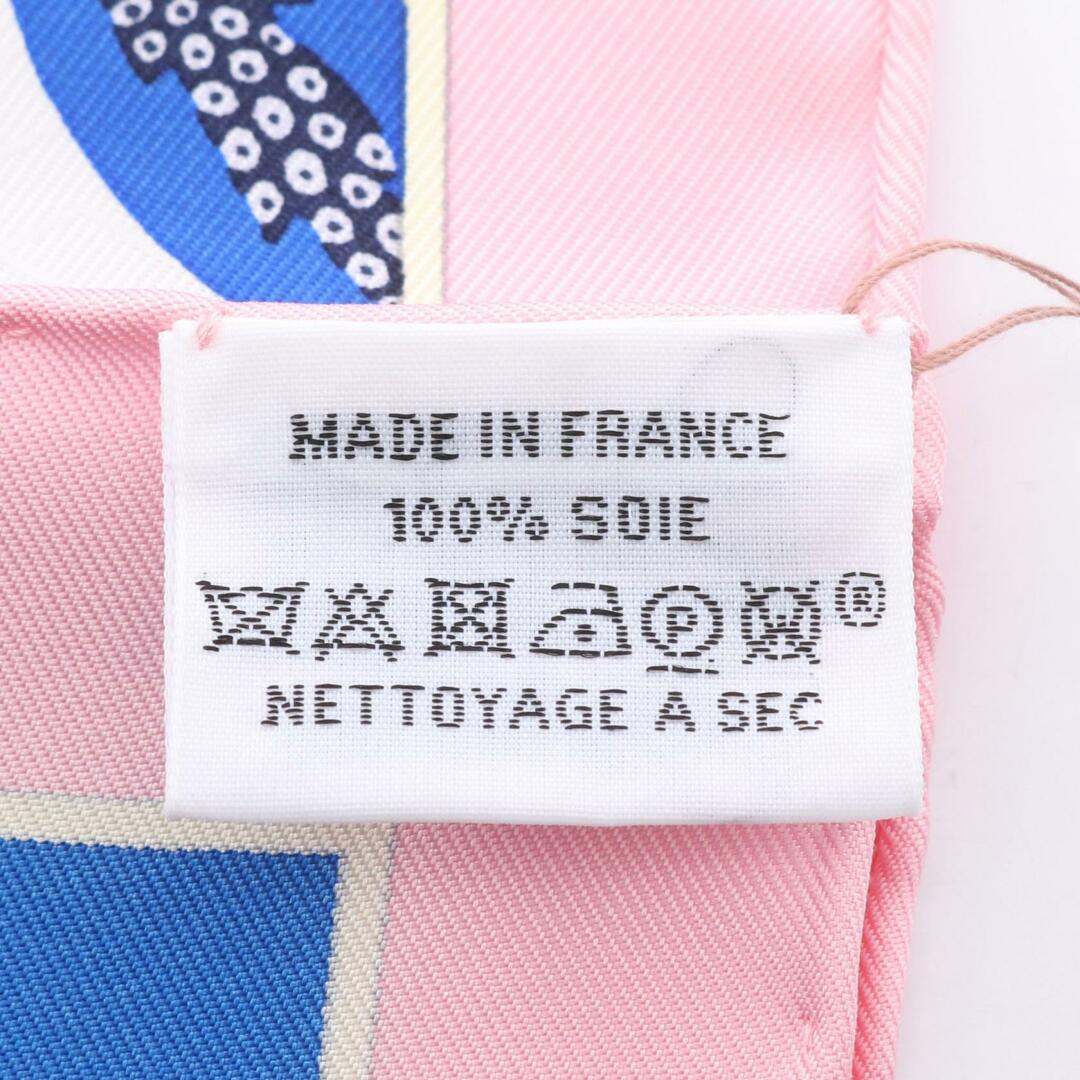 MADE IN FRANCE
100% SOIE
P W ®
NETTOYAGE A SEC